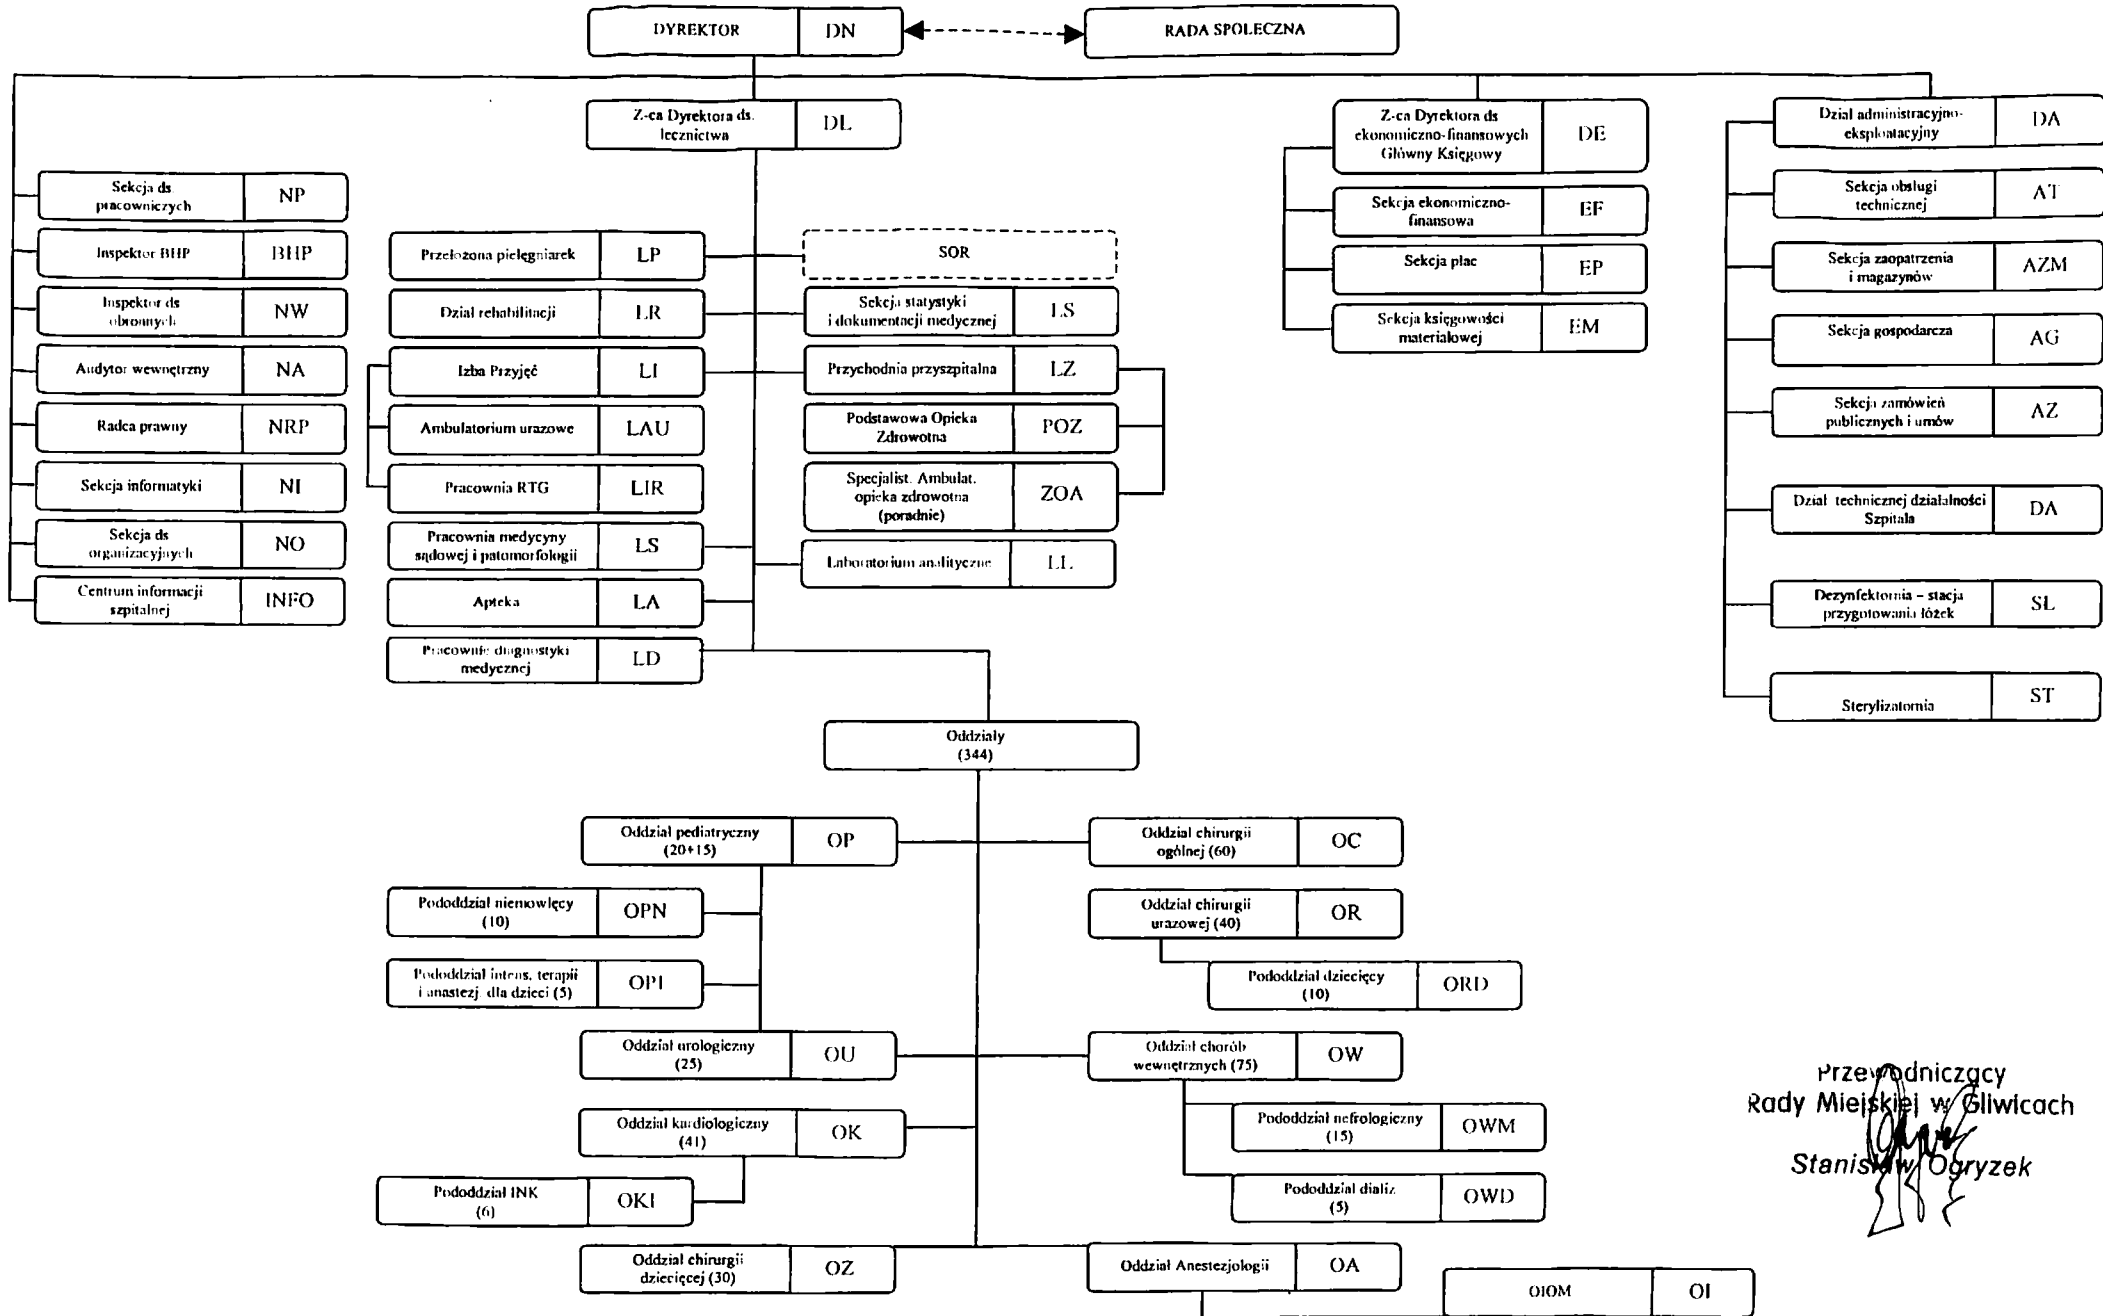 DYREKTOR
DN
RADA SPOŁECZNA
Z-ca Dyrektora ds.
lecznictwa
DL
Z-ca Dyrektora ds
ekonomiczno-finansowych
Główny Księgowy
DE
Dział administracyjno-
eksploatacyjny
DA
Sekcja ds
pracowniczych
NP
Inspektor BHP
BHP
Inspektor ds
obronnych
NW
Audytor wewnętrzny
NA
Radca prawny
NRP
Sekcja informatyki
NI
Sekcja ds
organizacyjnych
NO
Centrum informacji
szpitalnej
INFO
Przełożona pielęgniarek
LP
Dział rehabilitacji
LR
Izba Przyjęć
LI
Ambulatorium urazowe
LAU
Pracownia RTG
LIR
Pracownia medycyny
sądowej i patomorfologii
LS
Apteka
LA
Pracownie diagnostyki
medycznej
LD
SOR
Sekcja statystyki
i dokumentacji medycznej
LS
Przychodnia przyszpitalna
LZ
Podstawowa Opieka
Zdrowotna
POZ
Specjalist. Ambulat.
opieka zdrowotna
(poradnie)
ZOA
Laboratorium analityczne
LL
Sekcja ekonomiczno-
finansowa
EF
Sekcja płac
EP
Sekcja księgowości
materiałowej
EM
Sekcja obsługi
technicznej
AT
Sekcja zaopatrzenia
i magazynów
AZM
Sekcja gospodarcza
AG
Sekcja zamówień
publicznych i umów
AZ
Dział technicznej działalności
Szpitala
DA
Dezynfektornia – stacja
przygotowania łóżek
SŁ
Sterylizatornia
ST
Oddziały
(344)
Oddział pediatryczny
(20+15)
OP
Pododdział niemowlęcy
(10)
OPN
Pododdział intens. terapii
i anastezj. dla dzieci (5)
OPI
Oddział urologiczny
(25)
OU
Oddział kardiologiczny
(41)
OK
Pododdział INK
(6)
OKI
Oddział chirurgii
dziecięcej (30)
OZ
Oddział chirurgii
ogólnej (60)
OC
Oddział chirurgii
urazowej (40)
OR
Pododdział dziecięcy
(10)
ORD
Oddział chorób
wewnętrznych (75)
OW
Pododdział nefrologiczny
(15)
OWM
Pododdział dializ
(5)
OWD
Oddział Anestezjologii
OA
OIOM
OI
Przewodniczący
Rady Miejskiej w Gliwicach
Stanisław Ogryzek